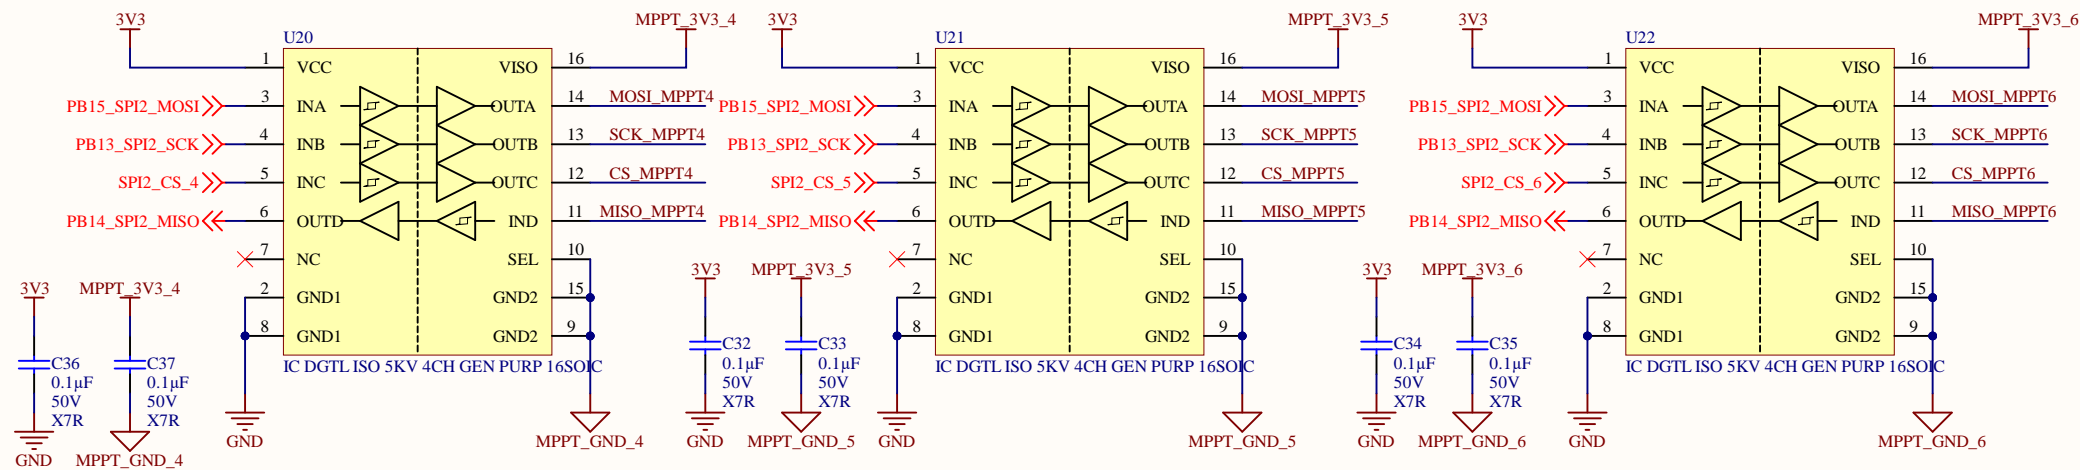 3V3
MPPT_3V3_4
U20
1
VCC
VISO
16
PB15_SPI2_MOSI
3
INA
OUTA
14
MOSI_MPPT4
PB13_SPI2_SCK
4
INB
OUTB
13
SCK_MPPT4
SPI2_CS_4
5
INC
OUTC
12
CS_MPPT4
PB14_SPI2_MISO
6
OUTD
IND
11
MISO_MPPT4
7
NC
SEL
10
2
GND1
GND2
15
8
GND1
GND2
9
IC DGTL ISO 5KV 4CH GEN PURP 16SOIC
GND
MPPT_GND_4
3V3
C36
0.1µF
50V
X7R
GND
MPPT_3V3_4
C37
0.1µF
50V
X7R
MPPT_GND_4
3V3
MPPT_3V3_5
U21
1
VCC
VISO
16
PB15_SPI2_MOSI
3
INA
OUTA
14
MOSI_MPPT5
PB13_SPI2_SCK
4
INB
OUTB
13
SCK_MPPT5
SPI2_CS_5
5
INC
OUTC
12
CS_MPPT5
PB14_SPI2_MISO
6
OUTD
IND
11
MISO_MPPT5
7
NC
SEL
10
2
GND1
GND2
15
8
GND1
GND2
9
IC DGTL ISO 5KV 4CH GEN PURP 16SOIC
GND
MPPT_GND_5
3V3
C32
0.1µF
50V
X7R
GND
MPPT_3V3_5
C33
0.1µF
50V
X7R
MPPT_GND_5
3V3
MPPT_3V3_6
U22
1
VCC
VISO
16
PB15_SPI2_MOSI
3
INA
OUTA
14
MOSI_MPPT6
PB13_SPI2_SCK
4
INB
OUTB
13
SCK_MPPT6
SPI2_CS_6
5
INC
OUTC
12
CS_MPPT6
PB14_SPI2_MISO
6
OUTD
IND
11
MISO_MPPT6
7
NC
SEL
10
2
GND1
GND2
15
8
GND1
GND2
9
IC DGTL ISO 5KV 4CH GEN PURP 16SOIC
GND
MPPT_GND_6
3V3
C34
0.1µF
50V
X7R
GND
MPPT_3V3_6
C35
0.1µF
50V
X7R
MPPT_GND_6